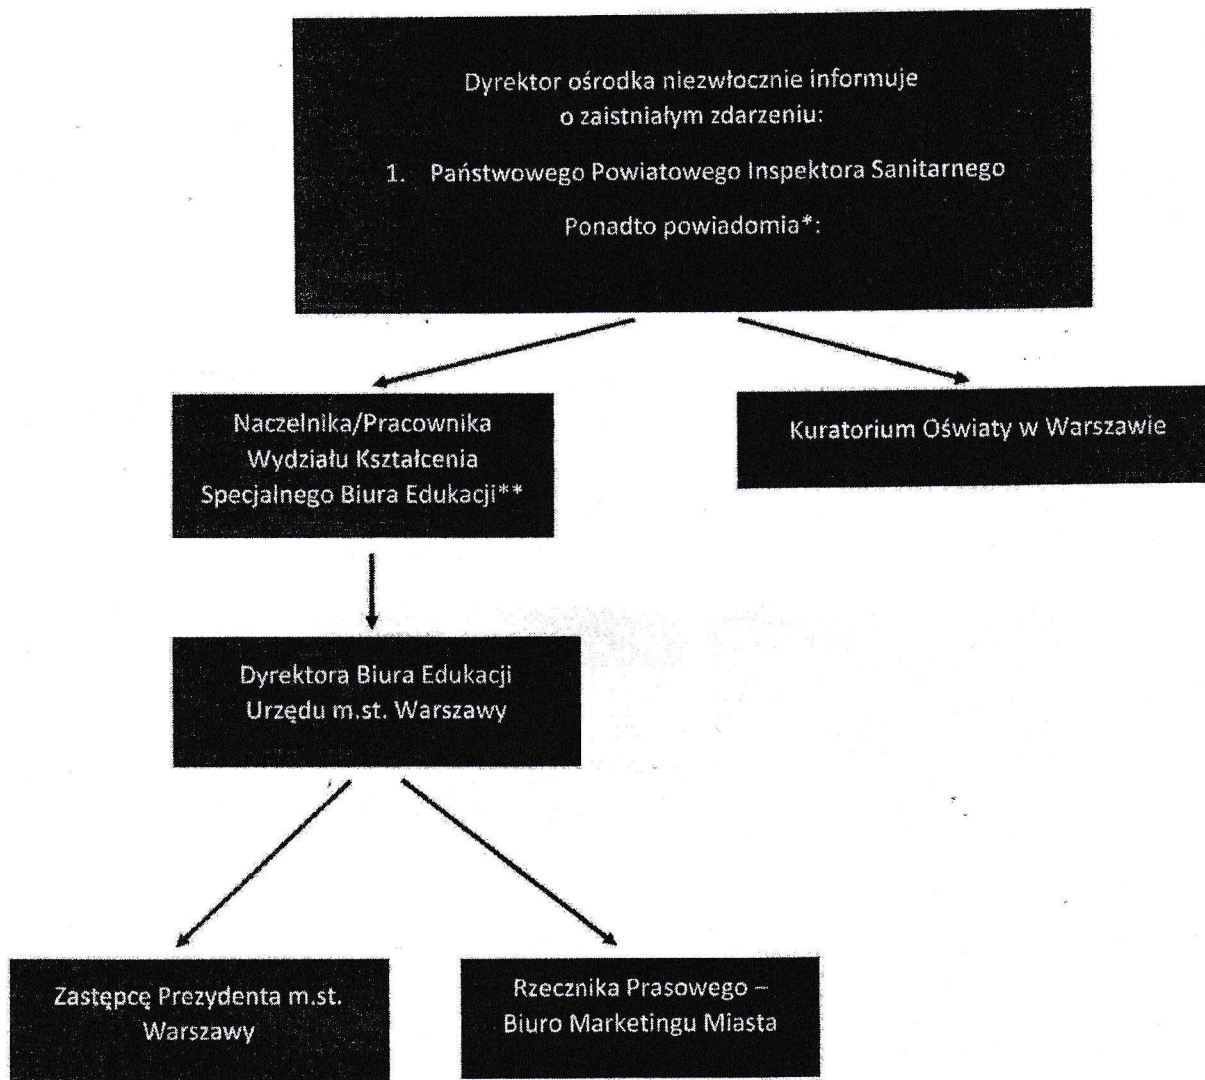 Dyrektor ośrodka niezwłocznie informuje
o zaistniałym zdarzeniu:
1. Państwowego Powiatowego Inspektora Sanitarnego
Ponadto powiadomia*:
Naczelnika/Pracownika
Wydziału Kształcenia
Specjalnego Biura Edukacji**
Kuratorium Oświaty w Warszawie
Dyrektora Biura Edukacji
Urzędu m.st. Warszawy
Zastępcę Prezydenta m.st.
Warszawy
Rzecznika Prasowego –
Biuro Marketingu Miasta